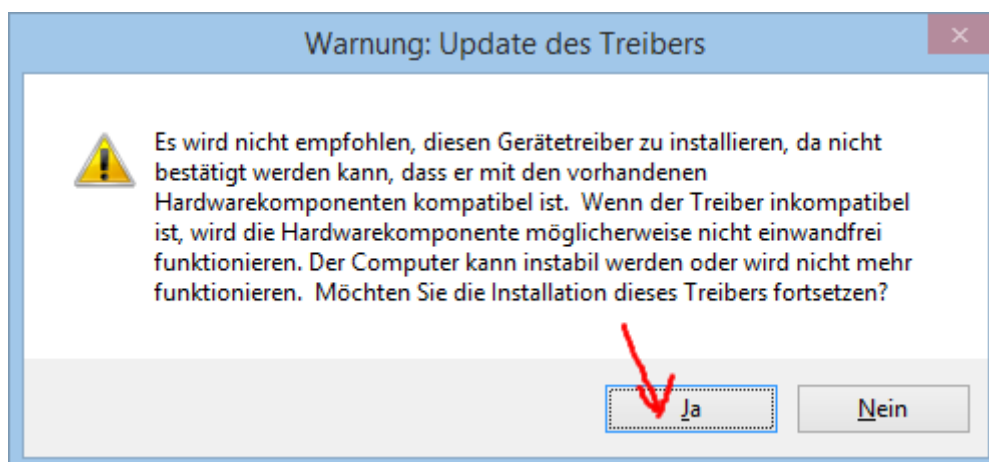 Warnung: Update des Treibers
Es wird nicht empfohlen, diesen Gerätetreiber zu installieren, da nicht
bestätigt werden kann, dass er mit den vorhandenen
Hardwarekomponenten kompatibel ist.  Wenn der Treiber inkompatibel
ist, wird die Hardwarekomponente möglicherweise nicht einwandfrei
funktionieren. Der Computer kann instabil werden oder wird nicht mehr
funktionieren.  Möchten Sie die Installation dieses Treibers fortsetzen?
Ja
Nein